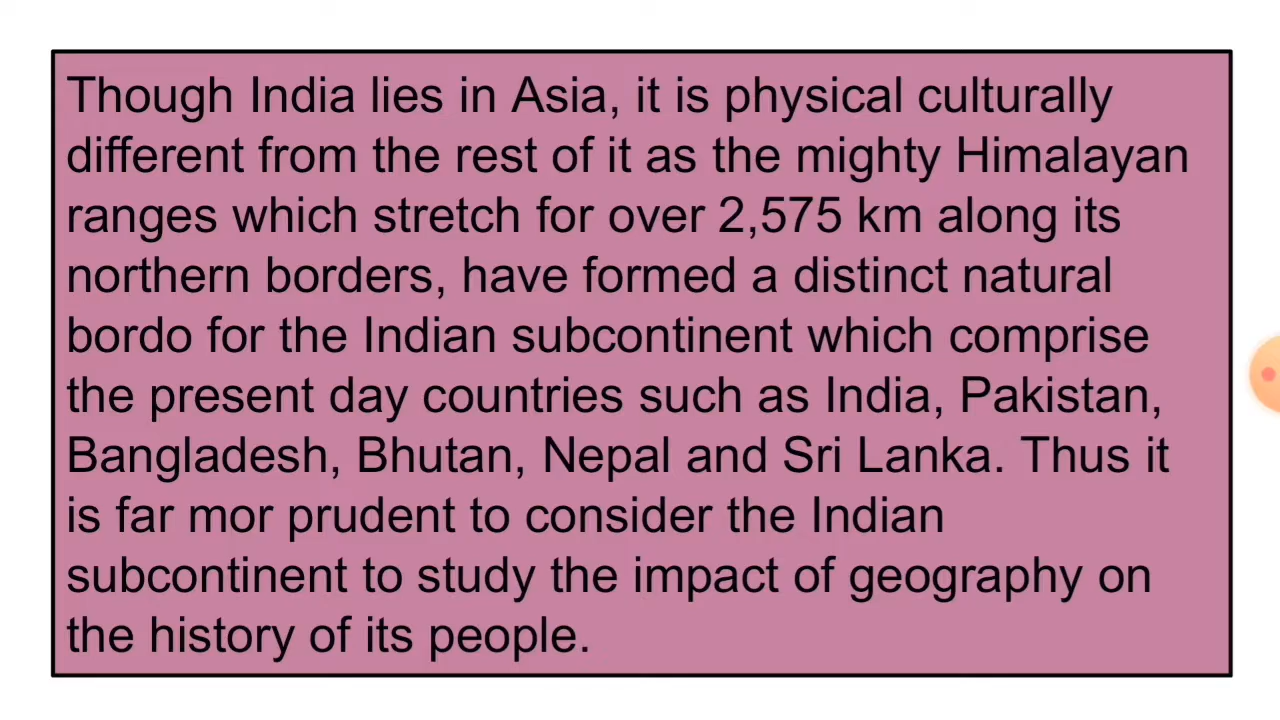 Though India lies in Asia, it is physical culturally
different from the rest of it as the mighty Himalayan
ranges which stretch for over 2,575 km along its
northern borders, have formed a distinct natural
bordo for the Indian subcontinent which comprise
the present day countries such as India, Pakistan,
Bangladesh, Bhutan, Nepal and Sri Lanka. Thus it
is far mor prudent to consider the Indian
subcontinent to study the impact of geography on
the history of its people.